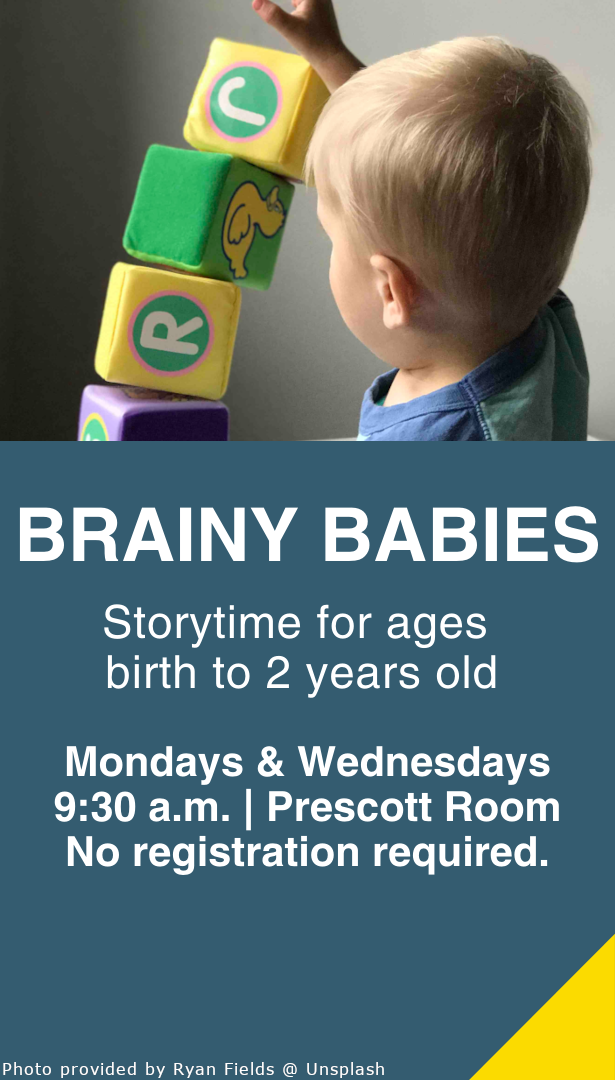 J
R
BRAINY BABIES
Storytime for ages
birth to 2 years old
Mondays & Wednesdays
9:30 a.m. | Prescott Room
No registration required.
Photo provided by Ryan Fields @ Unsplash